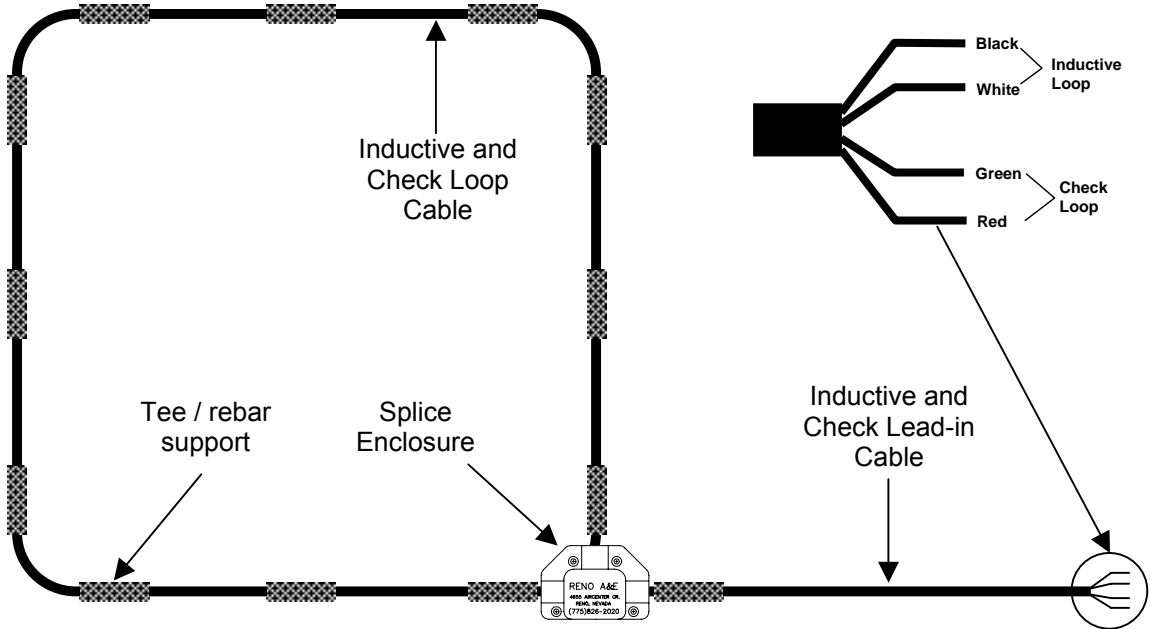 Black
White
Inductive
Loop
Green
Red
Check
Loop
Inductive and
Check Loop
Cable
Tee / rebar
support
Splice
Enclosure
Inductive and
Check Lead-in
Cable
RENO A&E
4655 AIRCENTER CR.
RENO, NEVADA
(775)826-2020